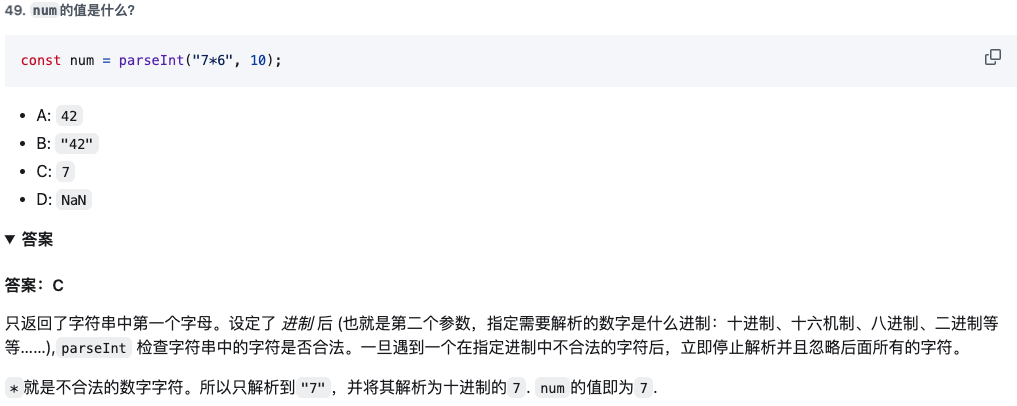 49. num的值是什么?
const num = parseInt("7*6", 10);
A: 42
B: "42"
C: 7
D: NaN
▼ 答案
答案：C
只返回了字符串中第一个字母。设定了 进制 后 (也就是第二个参数，指定需要解析的数字是什么进制：十进制、十六机制、八进制、二进制等
等……), parseInt 检查字符串中的字符是否合法。一旦遇到一个在指定进制中不合法的字符后，立即停止解析并且忽略后面所有的字符。
* 就是不合法的数字字符。所以只解析到 "7"，并将其解析为十进制的 7. num 的值即为 7.